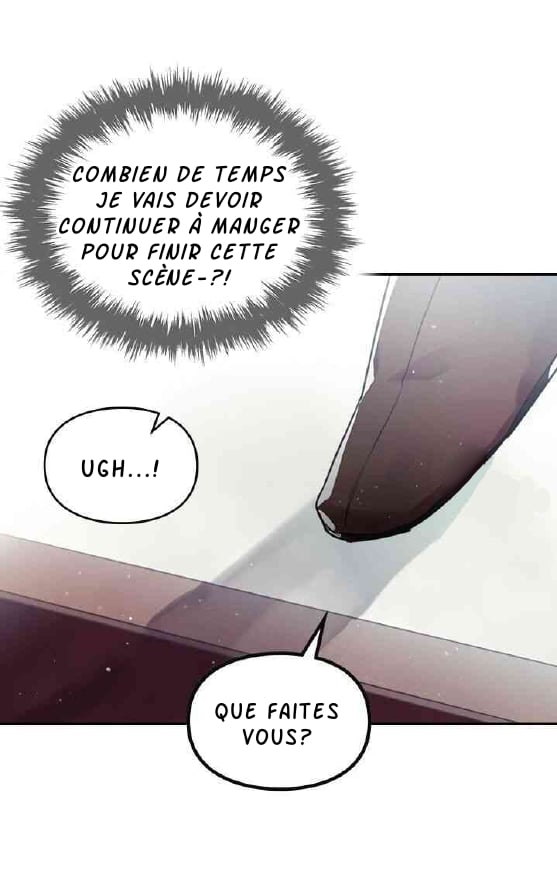 COMBIEN DE TEMPS
JE VAIS DEVOIR
CONTINUER À MANGER
POUR FINIR CETTE
SCÈNE-?!
UGH...!
QUE FAITES
VOUS?